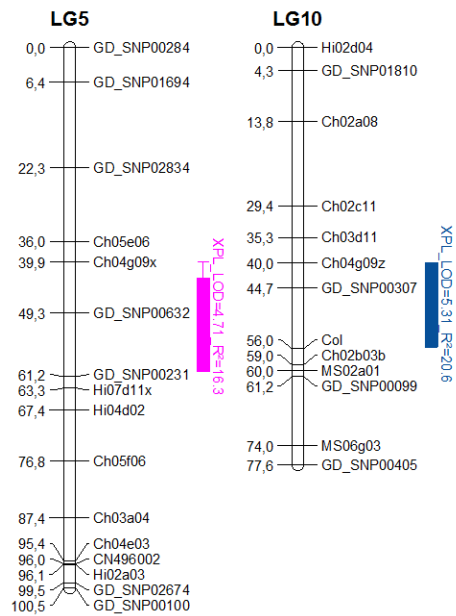 LG5
0,0 GD_SNP00284
6,4 GD_SNP01694
22,3 GD_SNP02834
36,0 Ch05e06
39,9 Ch04g09x
49,3 GD_SNP00632
61,2 GD_SNP00231
63,3 Hi07d11x
67,4 Hi04d02
76,8 Ch05f06
87,4 Ch03a04
95,4 Ch04e03
96,0 CN496002
96,1 Hi02a03
99,5 GD_SNP02674
100,5 GD_SNP00100
XPL_LOD=4.71_R²=16.3
LG10
0,0 Hi02d04
4,3 GD_SNP01810
13,8 Ch02a08
29,4 Ch02c11
35,3 Ch03d11
40,0 Ch04g09z
44,7 GD_SNP00307
56,0 Col
59,0 Ch02b03b
60,0 MS02a01
61,2 GD_SNP00099
74,0 MS06g03
77,6 GD_SNP00405
XPL_LOD=5.31_R²=20.6